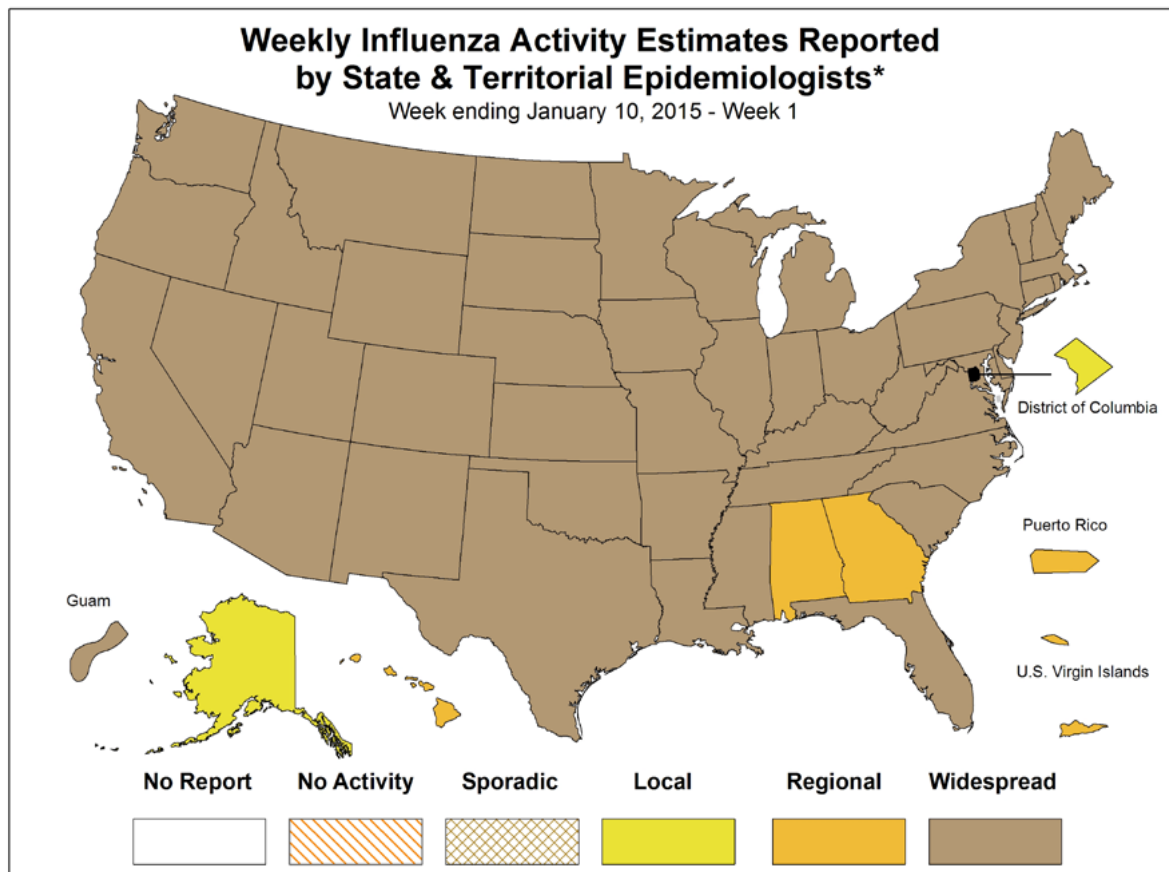 Weekly Influenza Activity Estimates Reported
by State & Territorial Epidemiologists*
Week ending January 10, 2015 - Week 1
District of Columbia
Puerto Rico
Guam
U.S. Virgin Islands
No Report No Activity Sporadic Local Regional Widespread